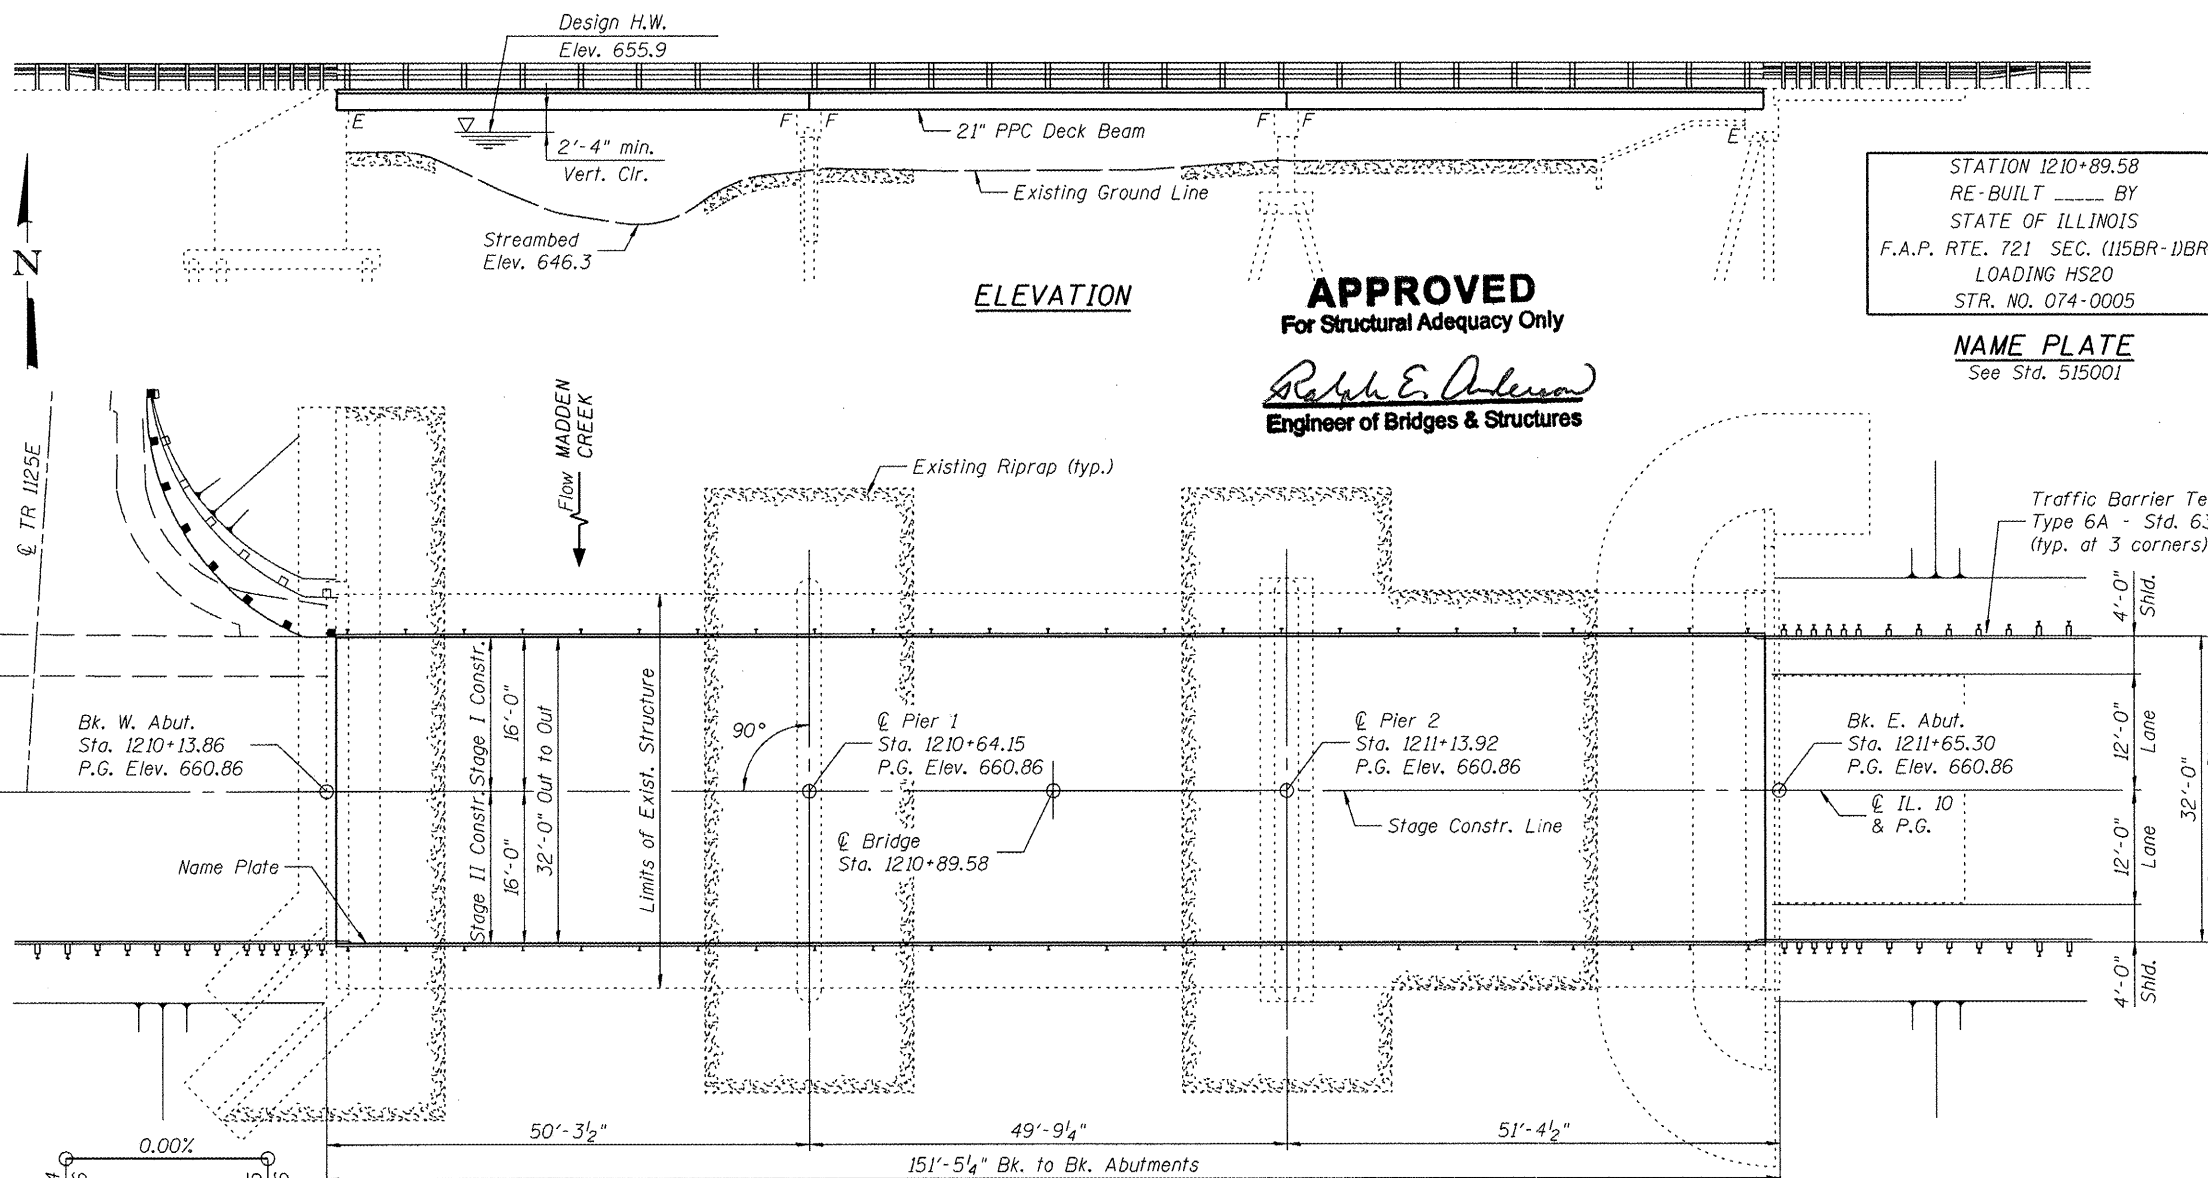 Design H.W.
Elev. 655.9
E
F
F
F
F
E
2'-4" min.
Vert. Clr.
21" PPC Deck Beam
Existing Ground Line
Streambed
Elev. 646.3
N
ELEVATION
APPROVED
For Structural Adequacy Only
Ralph E. Anderson
Engineer of Bridges & Structures
STATION 1210+89.58
RE-BUILT ____ BY
STATE OF ILLINOIS
F.A.P. RTE. 721 SEC. (115BR-1)BR
LOADING HS20
STR. NO. 074-0005
NAME PLATE
See Std. 515001
℄ TR 1125E
Flow
MADDEN
CREEK
Existing Riprap (typ.)
Traffic Barrier Te
Type 6A - Std. 63
(typ. at 3 corners)
4'-0"
Shld.
Stage I Constr.
16'-0"
32'-0" Out to Out
Stage II Constr.
16'-0"
Limits of Exist. Structure
Bk. W. Abut.
Sta. 1210+13.86
P.G. Elev. 660.86
90°
℄ Pier 1
Sta. 1210+64.15
P.G. Elev. 660.86
℄ Pier 2
Sta. 1211+13.92
P.G. Elev. 660.86
Bk. E. Abut.
Sta. 1211+65.30
P.G. Elev. 660.86
12'-0"
Lane
℄ IL. 10
& P.G.
32'-0"
Stage Constr. Line
℄ Bridge
Sta. 1210+89.58
Name Plate
12'-0"
Lane
4'-0"
Shld.
50'-3½"
49'-9¼"
51'-4½"
0.00%
151'-5¼" Bk. to Bk. Abutments